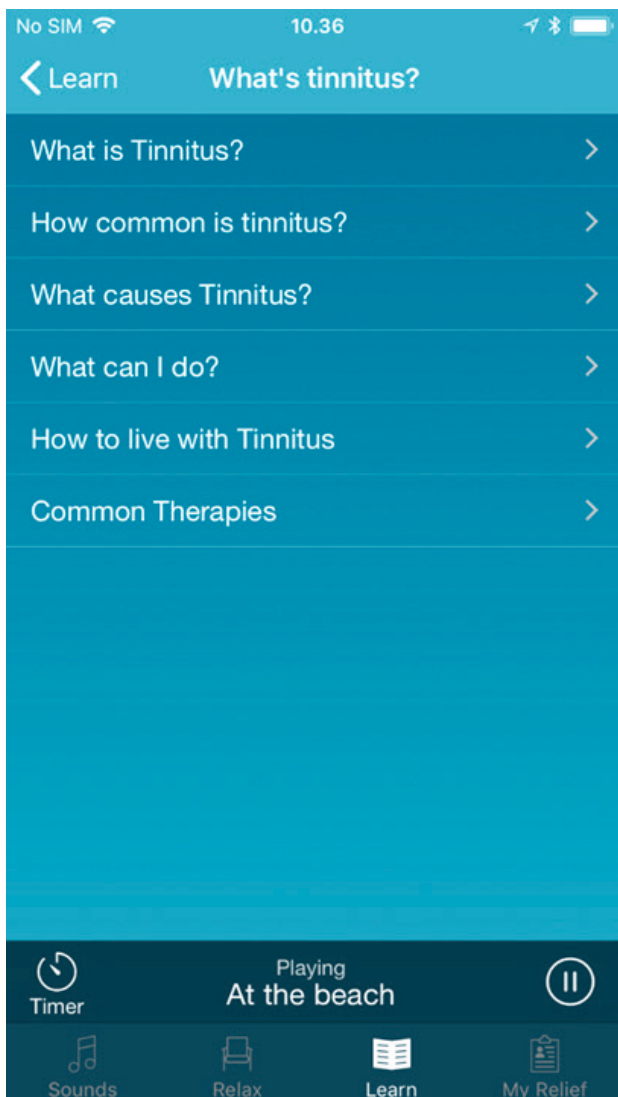 No SIM 10.36
Learn What's tinnitus?
What is Tinnitus?
How common is tinnitus?
What causes Tinnitus?
What can I do?
How to live with Tinnitus
Common Therapies
Playing
At the beach
Timer
Sounds Relax Learn My Relief